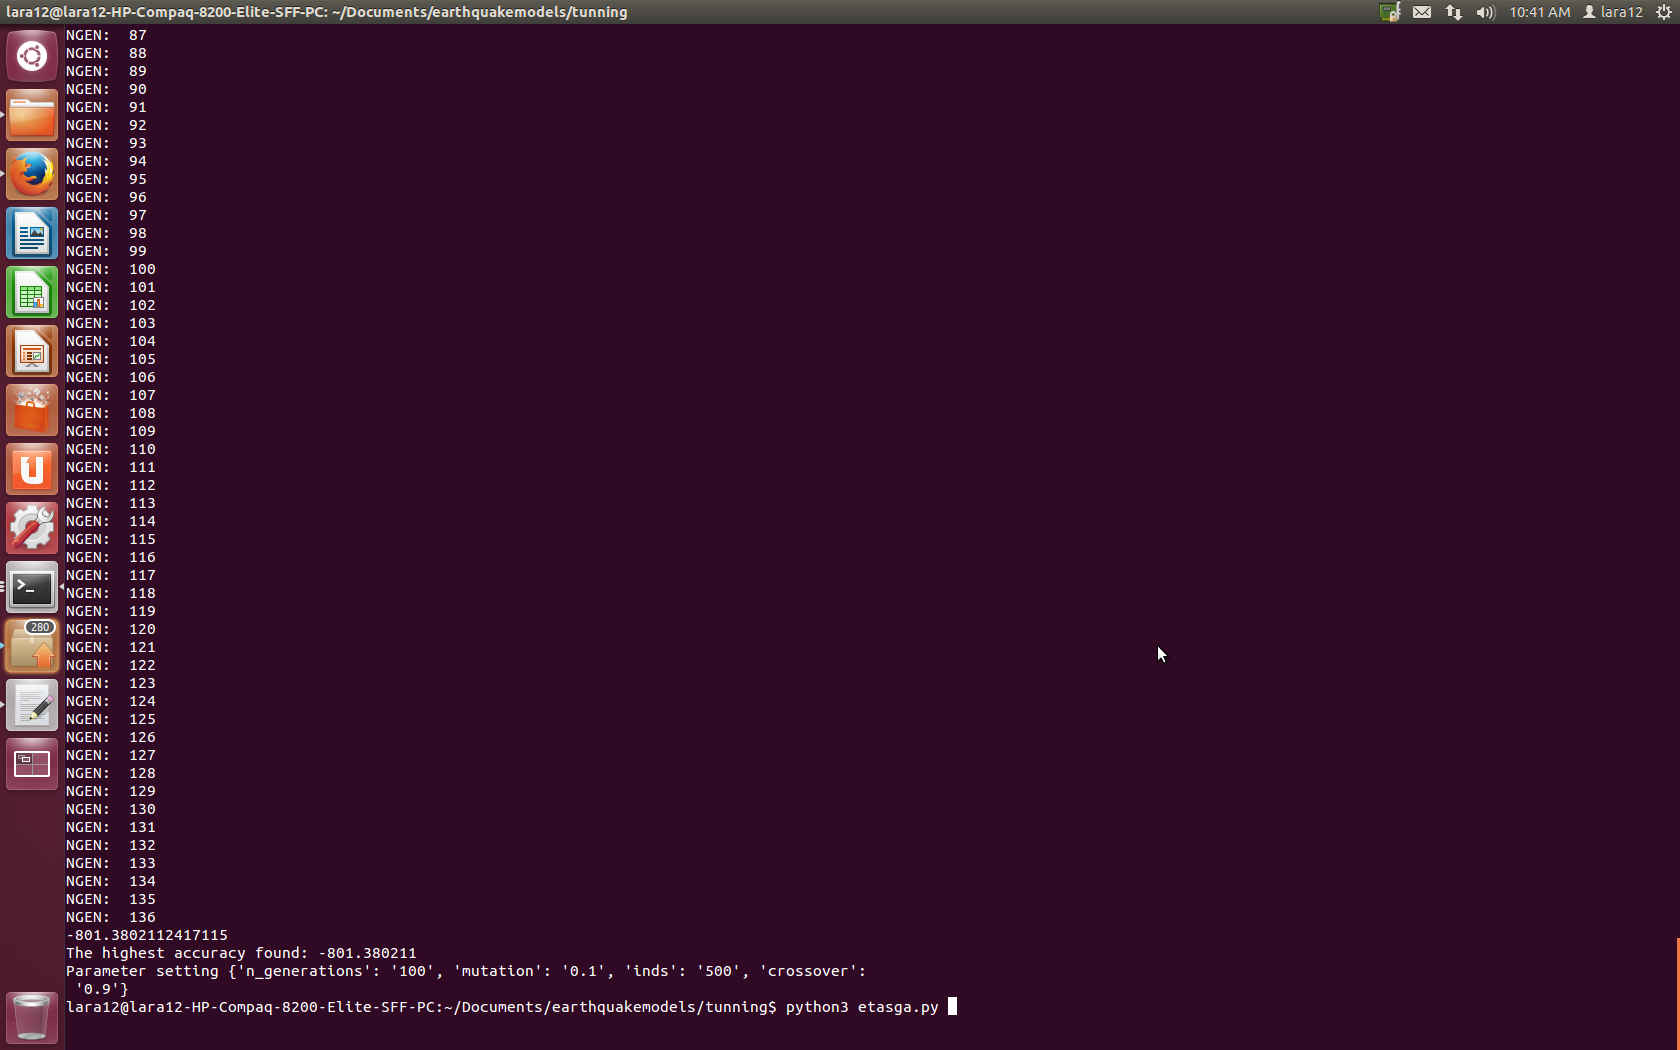 lara12@lara12-HP-Compaq-8200-Elite-SFF-PC: ~/Documents/earthquakemodels/tunning
10:41 AM lara12
NGEN:  87
NGEN:  88
NGEN:  89
NGEN:  90
NGEN:  91
NGEN:  92
NGEN:  93
NGEN:  94
NGEN:  95
NGEN:  96
NGEN:  97
NGEN:  98
NGEN:  99
NGEN:  100
NGEN:  101
NGEN:  102
NGEN:  103
NGEN:  104
NGEN:  105
NGEN:  106
NGEN:  107
NGEN:  108
NGEN:  109
NGEN:  110
NGEN:  111
NGEN:  112
NGEN:  113
NGEN:  114
NGEN:  115
NGEN:  116
NGEN:  117
NGEN:  118
NGEN:  119
NGEN:  120
NGEN:  121
NGEN:  122
NGEN:  123
NGEN:  124
NGEN:  125
NGEN:  126
NGEN:  127
NGEN:  128
NGEN:  129
NGEN:  130
NGEN:  131
NGEN:  132
NGEN:  133
NGEN:  134
NGEN:  135
NGEN:  136
-801.3802112417115
The highest accuracy found: -801.380211
Parameter setting {'n_generations': '100', 'mutation': '0.1', 'inds': '500', 'crossover':
 '0.9'}
lara12@lara12-HP-Compaq-8200-Elite-SFF-PC:~/Documents/earthquakemodels/tunning$ python3 etasga.py
280